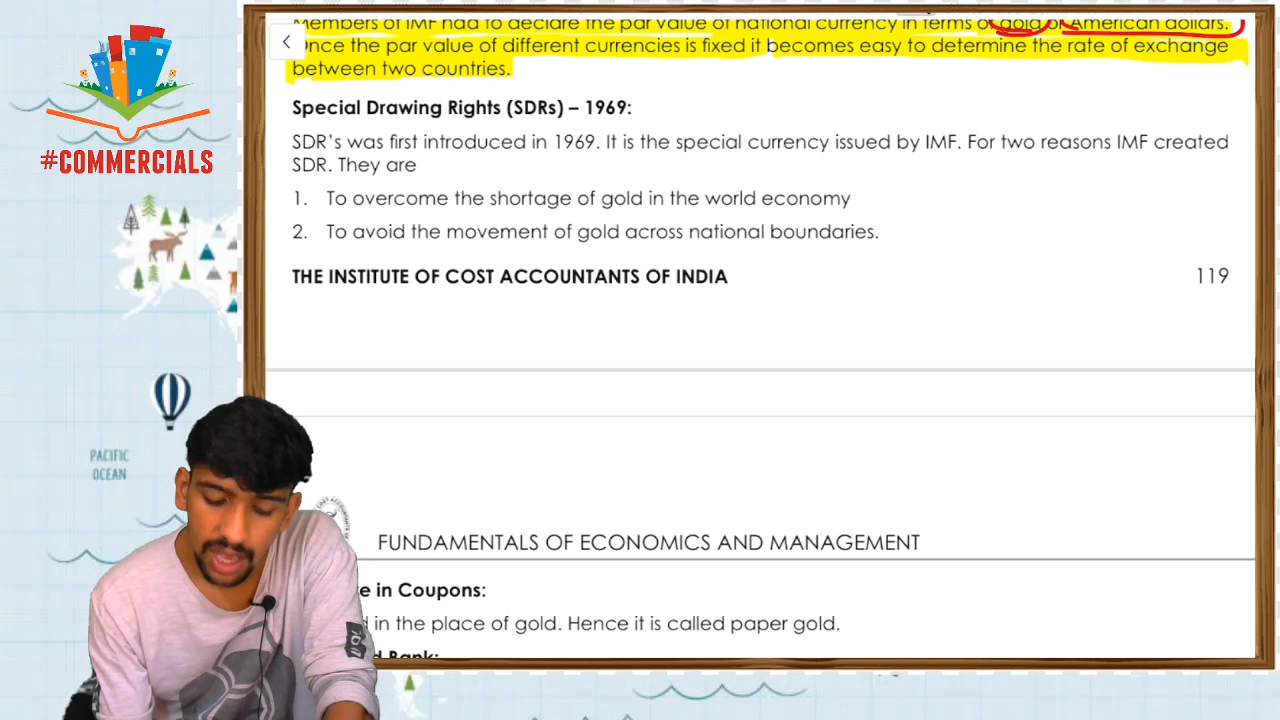 Members of IMF had to declare the par value of national currency in terms of gold or American dollars.
Once the par value of different currencies is fixed it becomes easy to determine the rate of exchange
between two countries.
Special Drawing Rights (SDRs) – 1969:
SDR's was first introduced in 1969. It is the special currency issued by IMF. For two reasons IMF created
SDR. They are
1. To overcome the shortage of gold in the world economy
2. To avoid the movement of gold across national boundaries.
THE INSTITUTE OF COST ACCOUNTANTS OF INDIA 119
FUNDAMENTALS OF ECONOMICS AND MANAGEMENT
e in Coupons:
in the place of gold. Hence it is called paper gold.
Bank:
#COMMERCIALS
PACIFIC
OCEAN